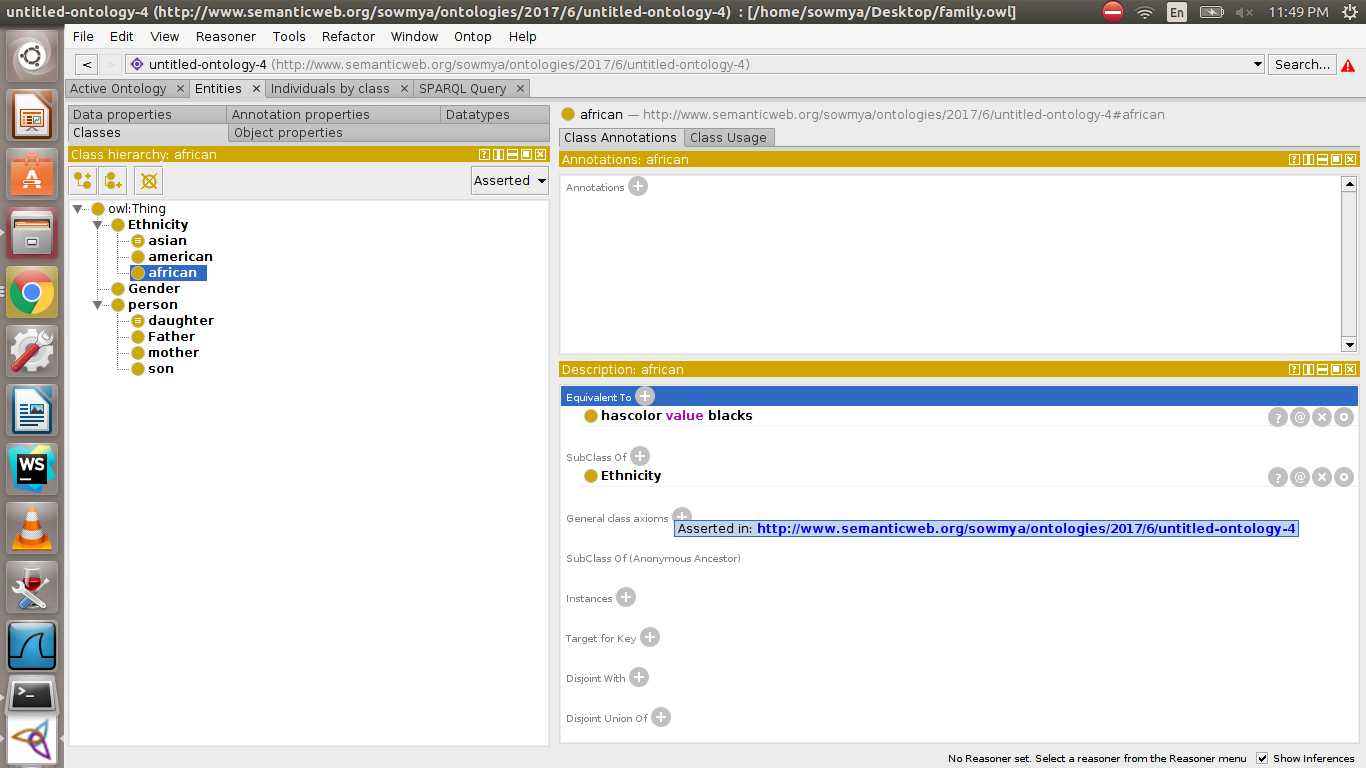 untitled-ontology-4 (http://www.semanticweb.org/sowmya/ontologies/2017/6/untitled-ontology-4) : [/home/sowmya/Desktop/family.owl]
En
11:49 PM
File Edit View Reasoner Tools Refactor Window Ontop Help
< > untitled-ontology-4 (http://www.semanticweb.org/sowmya/ontologies/2017/6/untitled-ontology-4) Search...
Active Ontology × Entities × Individuals by class × SPARQL Query ×
Data properties Annotation properties Datatypes
Classes Object properties
Class hierarchy: african
Asserted
owl:Thing
Ethnicity
asian
american
african
Gender
person
daughter
Father
mother
son
african — http://www.semanticweb.org/sowmya/ontologies/2017/6/untitled-ontology-4#african
Class Annotations Class Usage
Annotations: african
Annotations
Description: african
Equivalent To
hascolor value blacks
SubClass Of
Ethnicity
General class axioms
Asserted in: http://www.semanticweb.org/sowmya/ontologies/2017/6/untitled-ontology-4
SubClass Of (Anonymous Ancestor)
Instances
Target for Key
Disjoint With
Disjoint Union Of
WS
No Reasoner set. Select a reasoner from the Reasoner menu Show Inferences